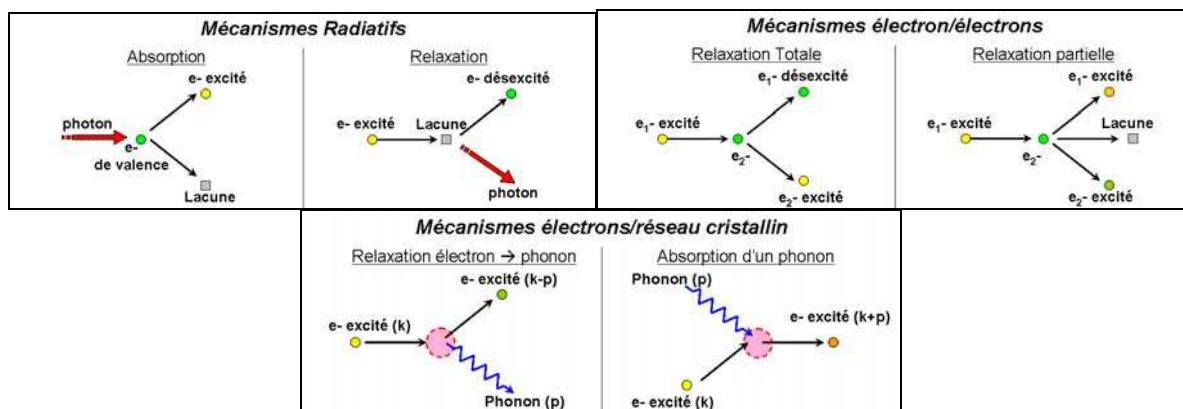 Mécanismes Radiatifs
Absorption
e- excité
photon
e-
de valence
Lacune
Relaxation
e- désexcité
e- excité
Lacune
photon
Mécanismes électron/électrons
Relaxation Totale
e1- désexcité
e1- excité
e2-
e2- excité
Relaxation partielle
e1- excité
e1- excité
Lacune
e2-
e2- excité
Mécanismes électrons/réseau cristallin
Relaxation électron → phonon
e- excité (k-p)
e- excité (k)
Phonon (p)
Absorption d'un phonon
Phonon (p)
e- excité (k+p)
e- excité (k)